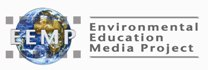 EEMP
Environmental
Education
Media Project